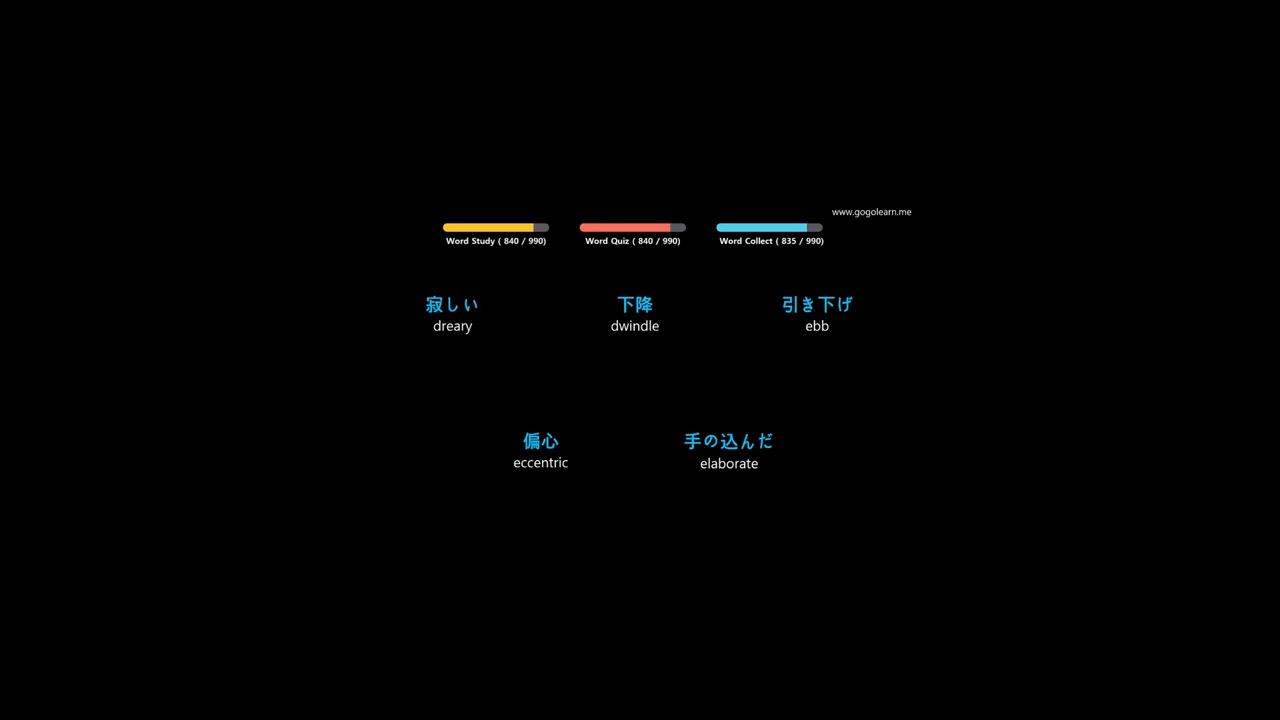 www.gogolearn.me
Word Study ( 840 / 990)
Word Quiz ( 840 / 990)
Word Collect ( 835 / 990)
寂しい
dreary
下降
dwindle
引き下げ
ebb
偏心
eccentric
手の込んだ
elaborate